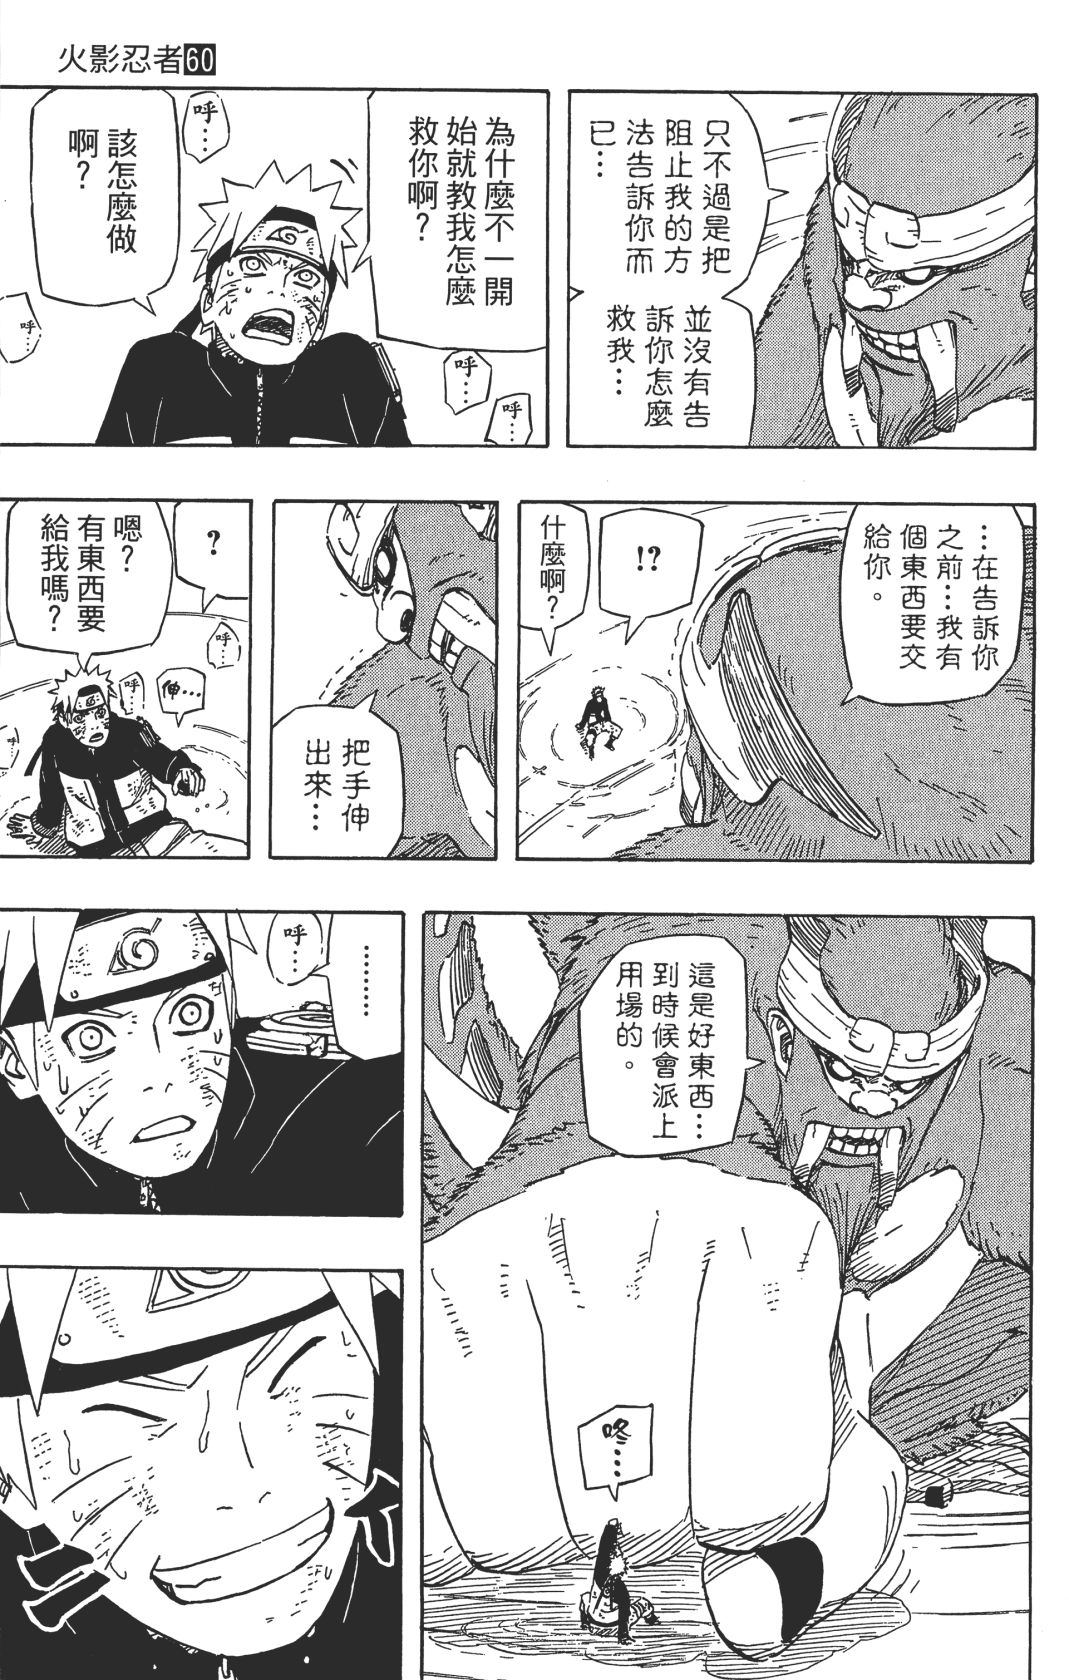 火影忍者60
只不過是把
阻止我的方
法告訴你而
已…
並沒有告
訴你怎麼
救我…
為什麼不一開
始就教我怎麼
救你啊？
呼…
該怎麼做
啊？
呼…
呼…
呼…
…在告訴你
之前…我有
個東西要交
給你。
!?
什麼啊？
把手伸
出來…
？
嗯？
有東西要
給我嗎？
呼…
呼…
伸…
呼…
這是好東西…
到時候會派上
用場的。
咚…
………
呼…